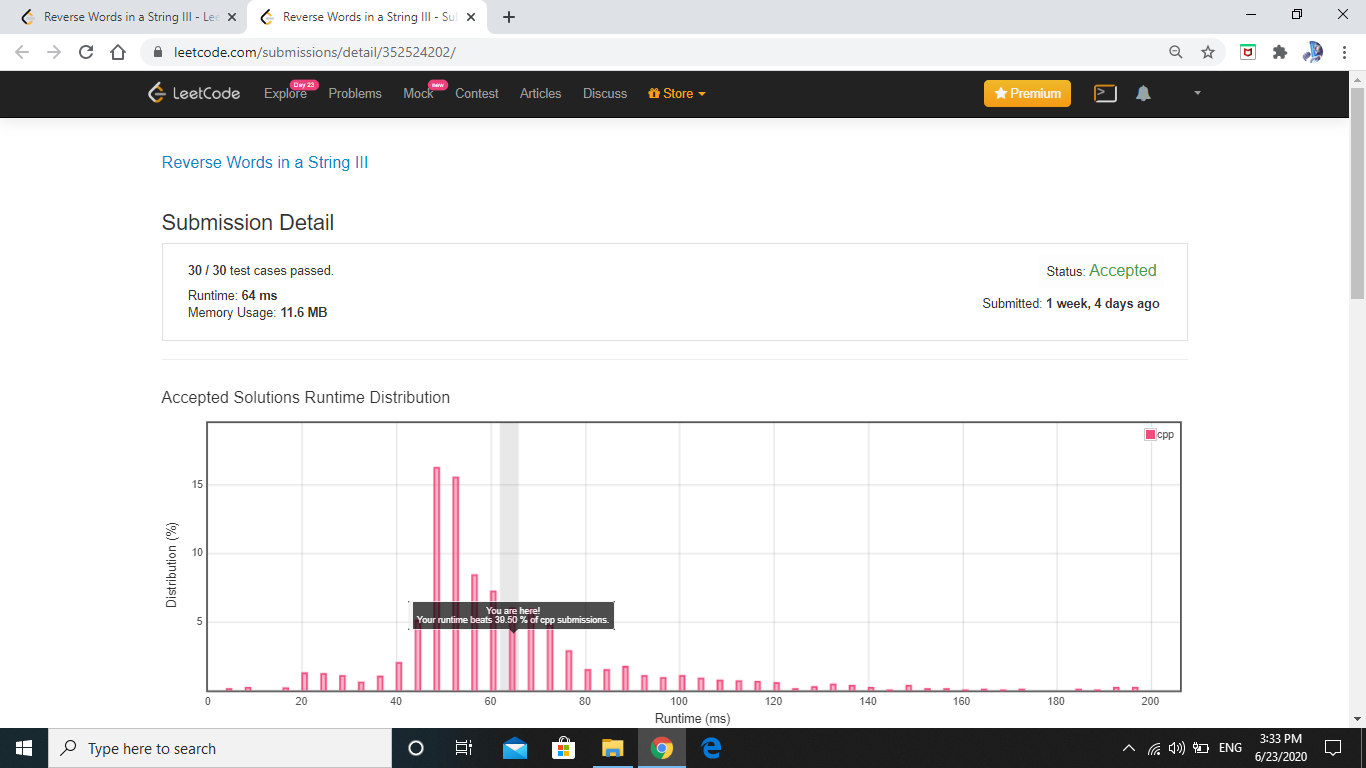 Reverse Words in a String III - Lee
Reverse Words in a String III - Sub
leetcode.com/submissions/detail/352524202/
LeetCode
Explore
Day 23
Problems
Mock
new
Contest
Articles
Discuss
Store
Premium
Reverse Words in a String III
Submission Detail
30 / 30 test cases passed.
Status: Accepted
Runtime: 64 ms
Submitted: 1 week, 4 days ago
Memory Usage: 11.6 MB
Accepted Solutions Runtime Distribution
cpp
15
10
5
Distribution (%)
You are here!
Your runtime beats 39.50 % of cpp submissions.
0 20 40 60 80 100 120 140 160 180 200
Runtime (ms)
Type here to search
ENG
3:33 PM
6/23/2020